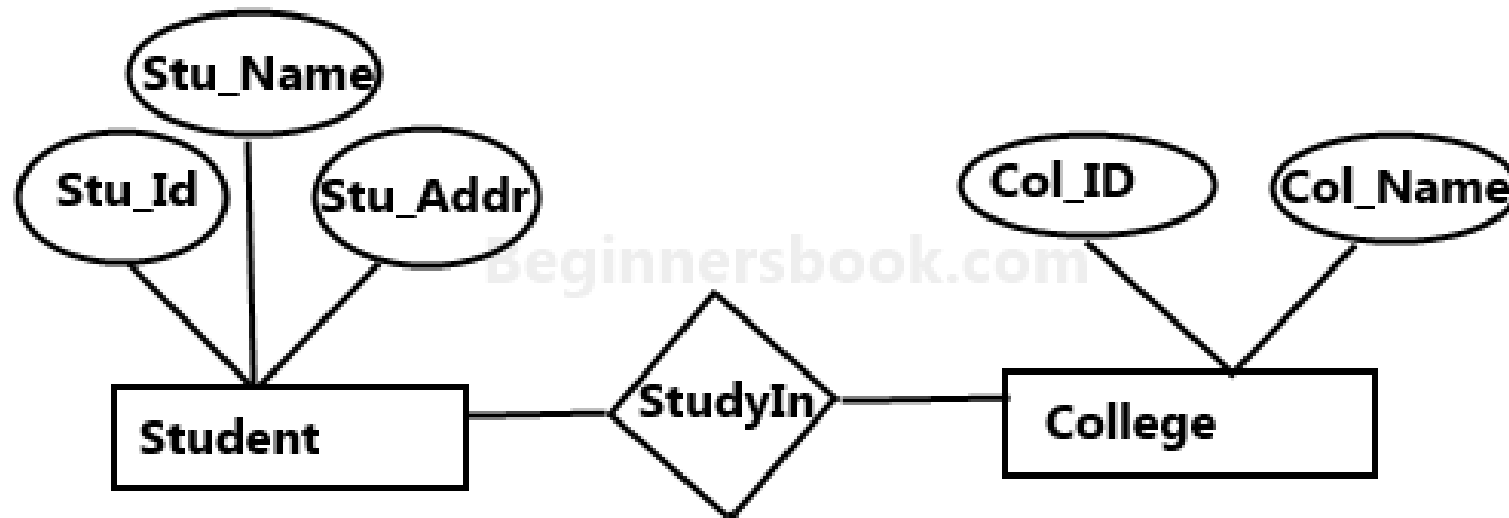 Stu_Name
Stu_Id
Stu_Addr
Col_ID
Col_Name
Beginnersbook.com
StudyIn
Student
College